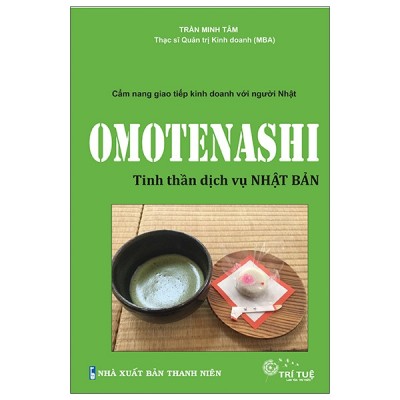 TRẦN MINH TÂM
Thạc sĩ Quản trị Kinh doanh (MBA)
Cẩm nang giao tiếp kinh doanh với người Nhật
OMOTENASHI
Tinh thần dịch vụ NHẬT BẢN
NHÀ XUẤT BẢN THANH NIÊN
TRÍ TUỆ